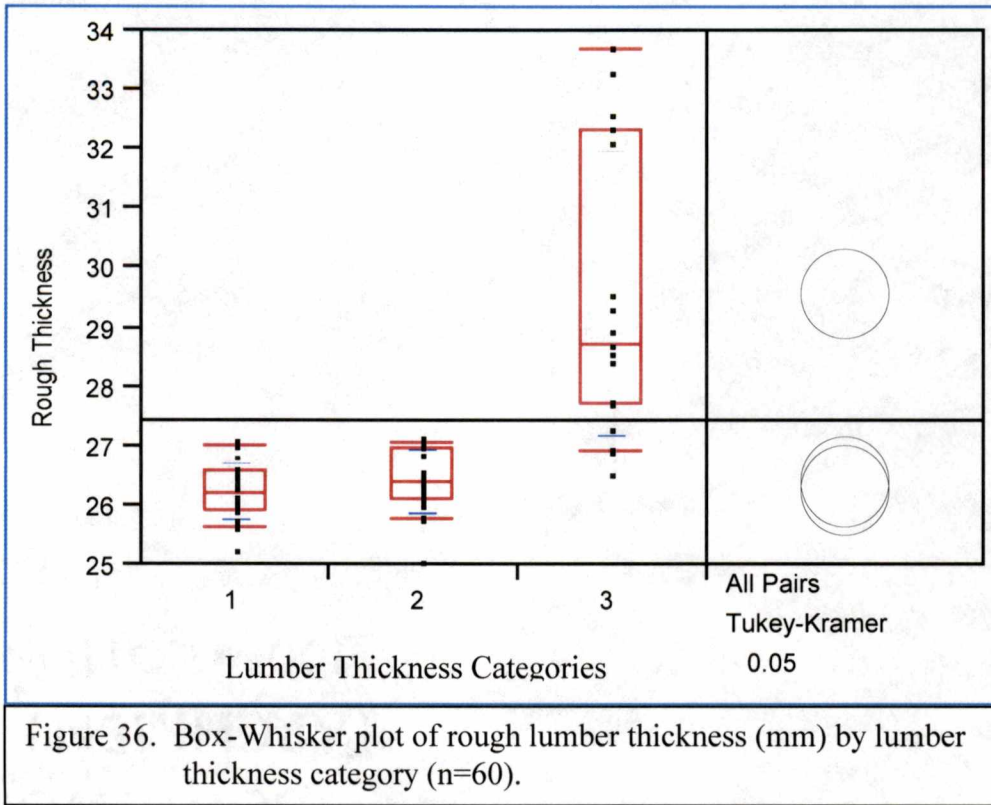 34
33
32
31
30
29
28
27
26
25
Rough Thickness
1 2 3
Lumber Thickness Categories
All Pairs
Tukey-Kramer
0.05
Figure 36. Box-Whisker plot of rough lumber thickness (mm) by lumber
thickness category (n=60).